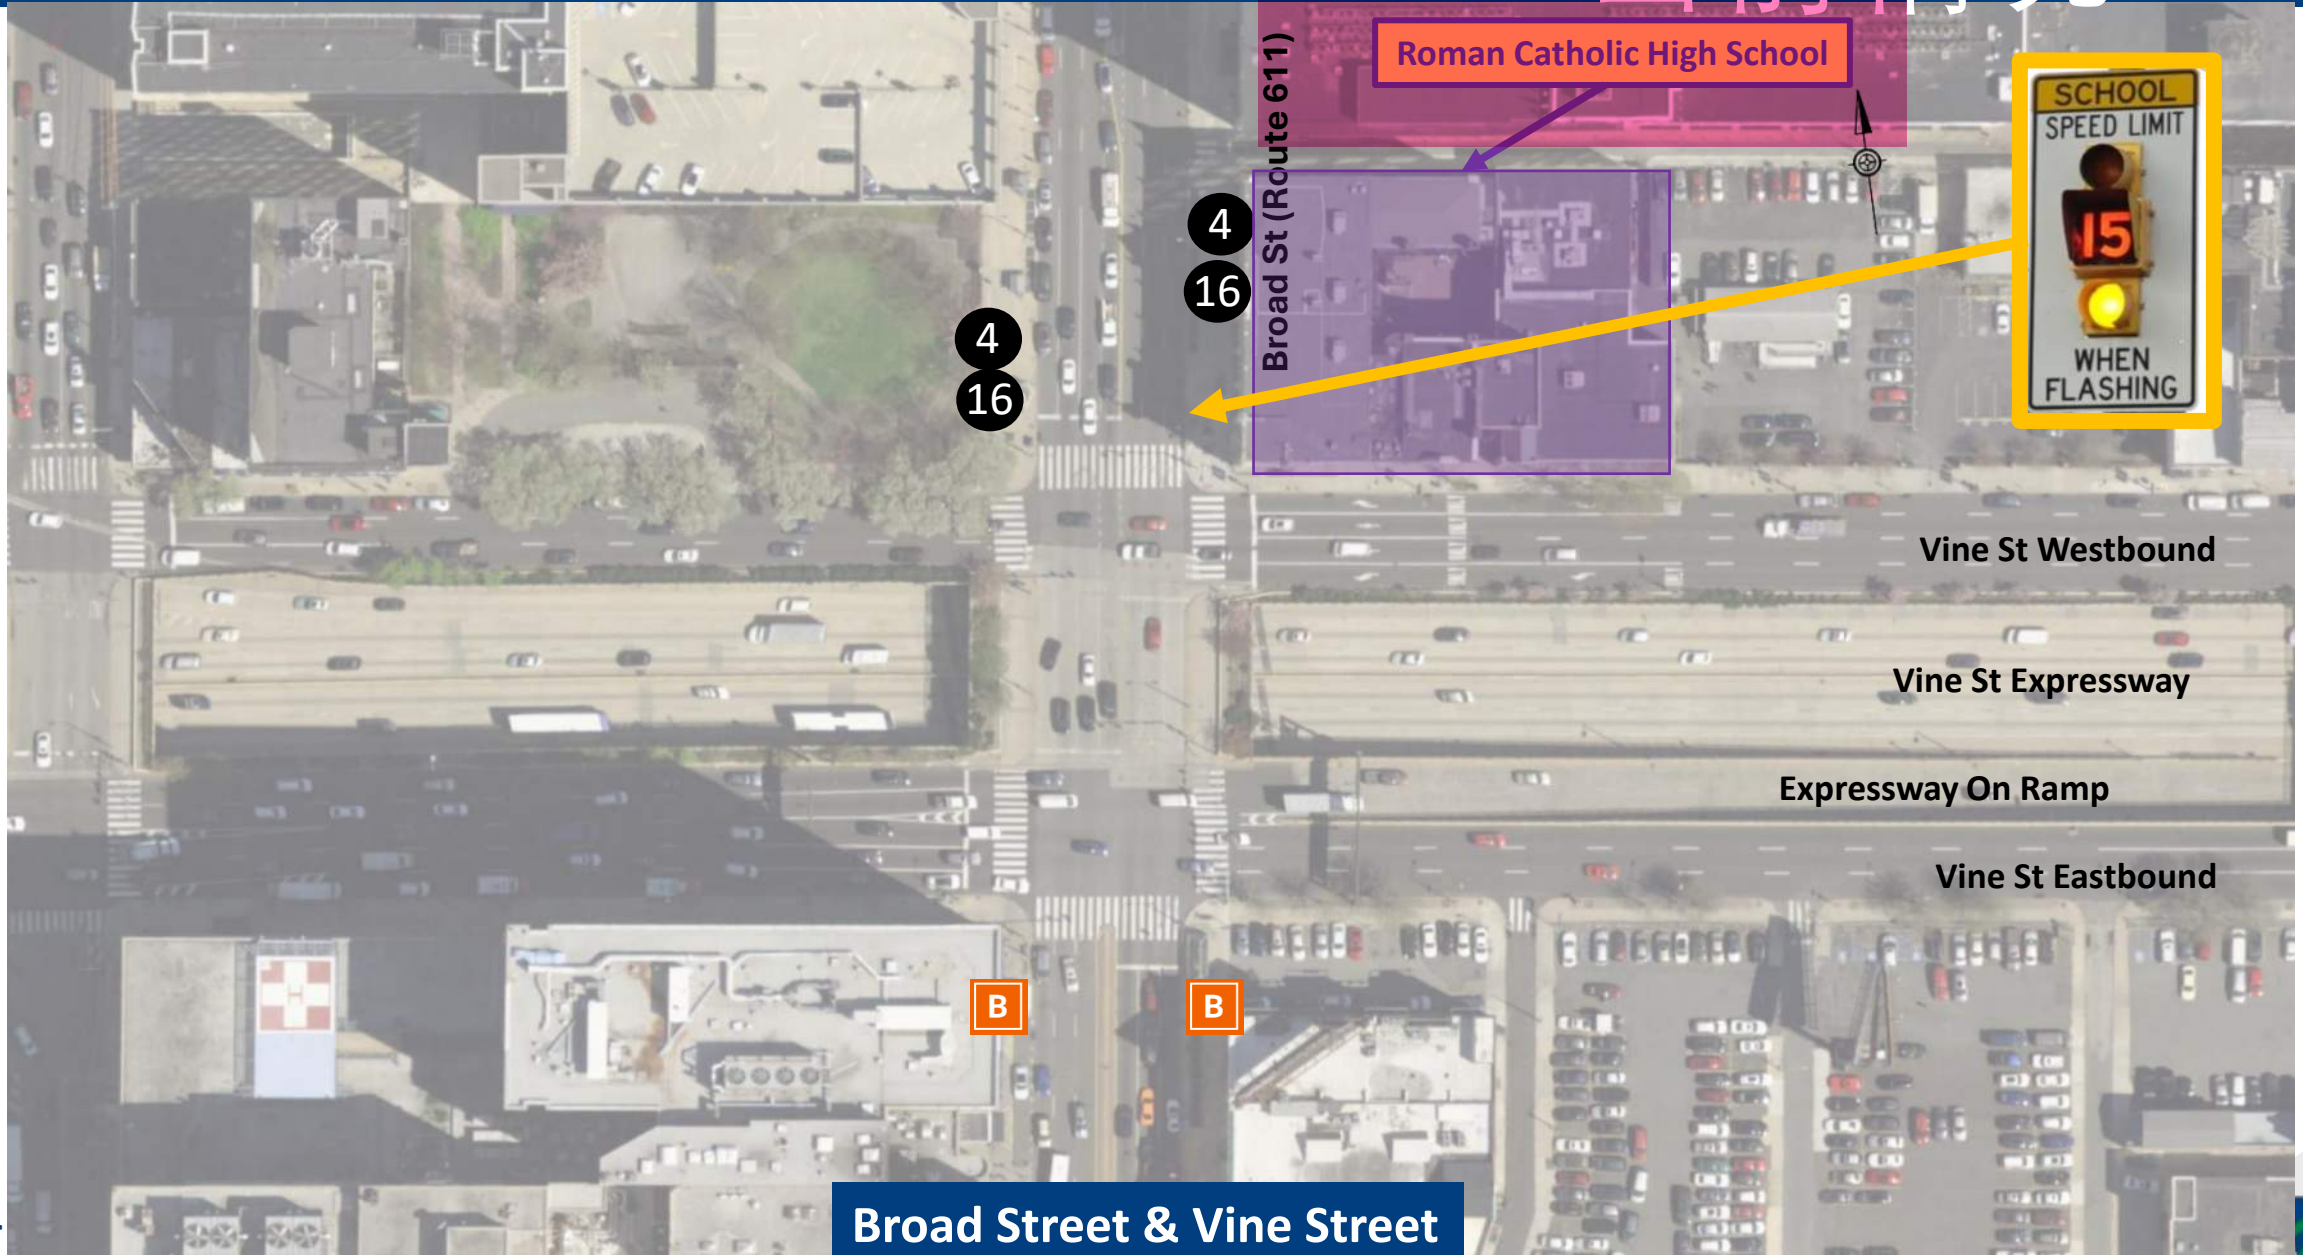 Roman Catholic High School
Broad St (Route 611)
SCHOOL
SPEED LIMIT
15
WHEN
FLASHING
4
16
4
16
Vine St Westbound
Vine St Expressway
Expressway On Ramp
Vine St Eastbound
B
B
H
Broad Street & Vine Street